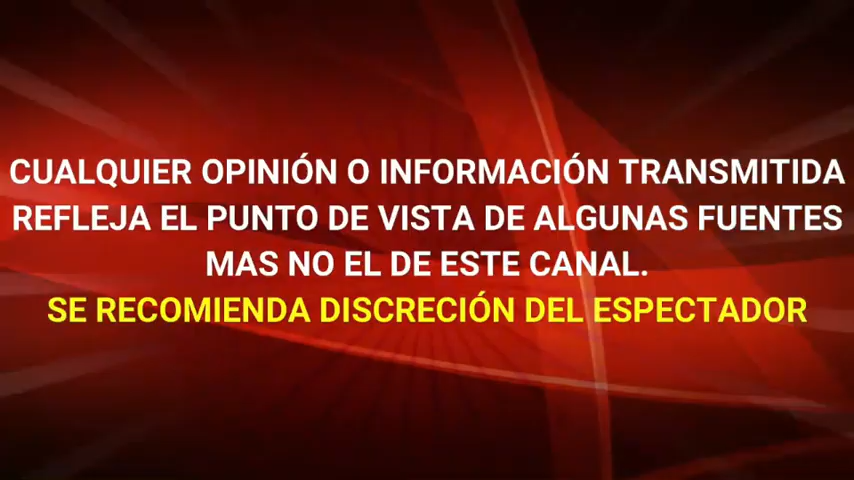 CUALQUIER OPINIÓN O INFORMACIÓN TRANSMITIDA
REFLEJA EL PUNTO DE VISTA DE ALGUNAS FUENTES
MAS NO EL DE ESTE CANAL.
SE RECOMIENDA DISCRECIÓN DEL ESPECTADOR